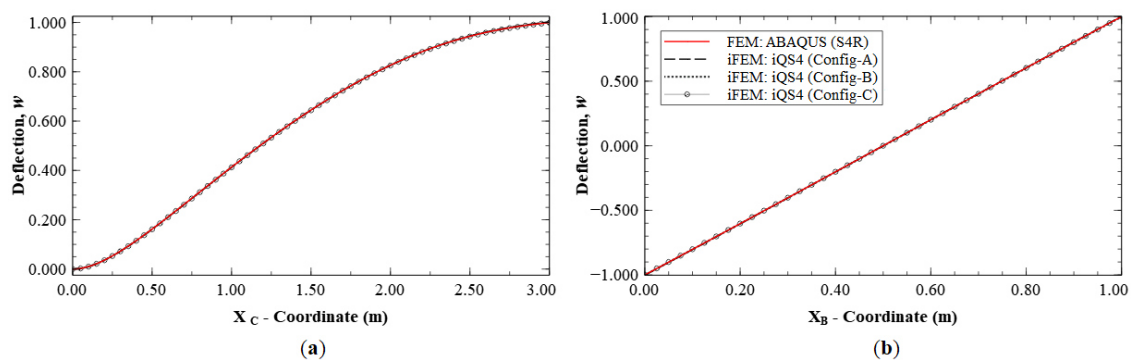 1.000
0.800
0.600
0.400
0.200
0.000
Deflection, w
0.00 0.50 1.00 1.50 2.00 2.50 3.00
X C - Coordinate (m)
(a)
1.000
0.500
0.000
−0.500
−1.000
Deflection, w
FEM: ABAQUS (S4R)
iFEM: iQS4 (Config-A)
iFEM: iQS4 (Config-B)
iFEM: iQS4 (Config-C)
0.00 0.20 0.40 0.60 0.80 1.00
XB - Coordinate (m)
(b)